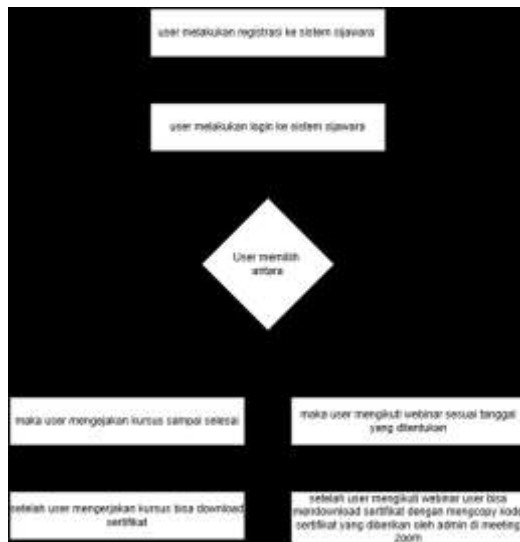 user melakukan registrasi ke sistem sijawara
user melakukan login ke sistem sijawara
User memilih
antara
maka user mengejakan kursus sampai selesai
maka user mengikuti webinar sesuai tanggal
yang ditentukan
setelah user mengerjakan kursus bisa download
sertifikat
setelah user mengikuti webinar user bisa
mendownload sertifikat dengan mengcopy kode
sertifikat yang diberikan oleh admin di meeting
zoom